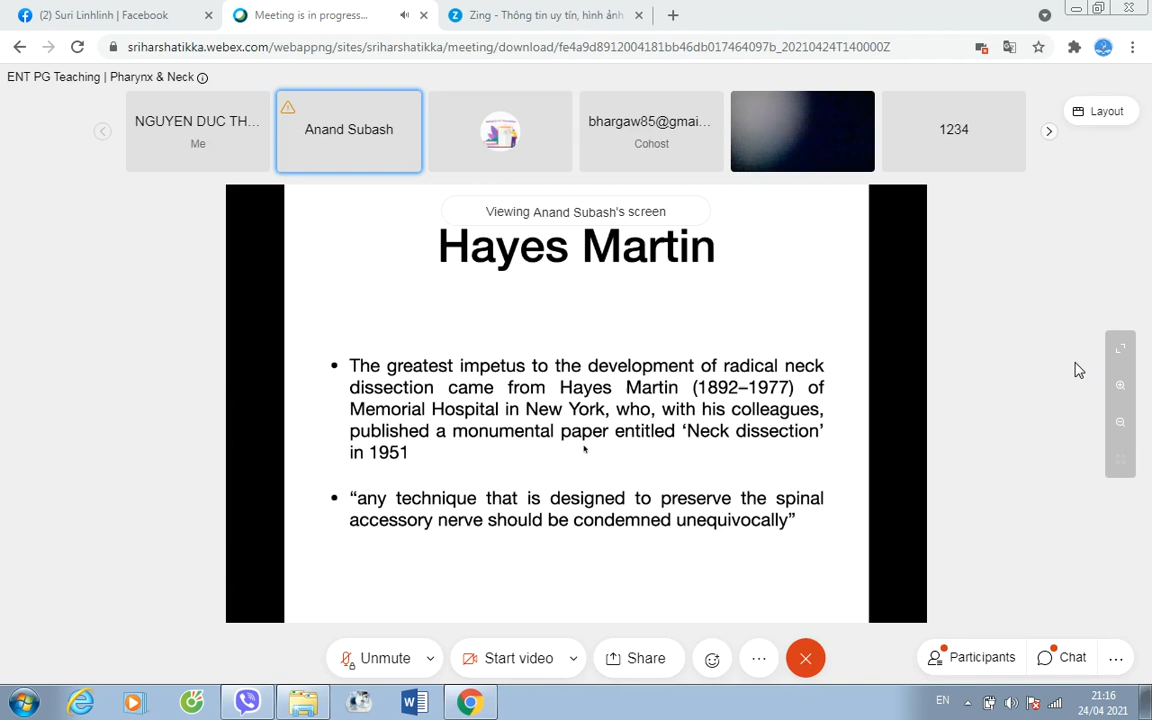 (2) Suri Linhlinh | Facebook
Meeting is in progress...
Zing - Thông tin uy tín, hình ảnh
sriharshatikka.webex.com/webappng/sites/sriharshatikka/meeting/download/fe4a9d8912004181bb46db017464097b_20210424T140000Z
ENT PG Teaching | Pharynx & Neck
NGUYEN DUC TH...
Me
Anand Subash
bhargaw85@gmai...
Cohost
1234
Layout
Viewing Anand Subash's screen
Hayes Martin
• The greatest impetus to the development of radical neck
dissection came from Hayes Martin (1892–1977) of
Memorial Hospital in New York, who, with his colleagues,
published a monumental paper entitled ‘Neck dissection’
in 1951
• “any technique that is designed to preserve the spinal
accessory nerve should be condemned unequivocally”
Unmute
Start video
Share
Participants
Chat
EN
21:16
24/04 2021